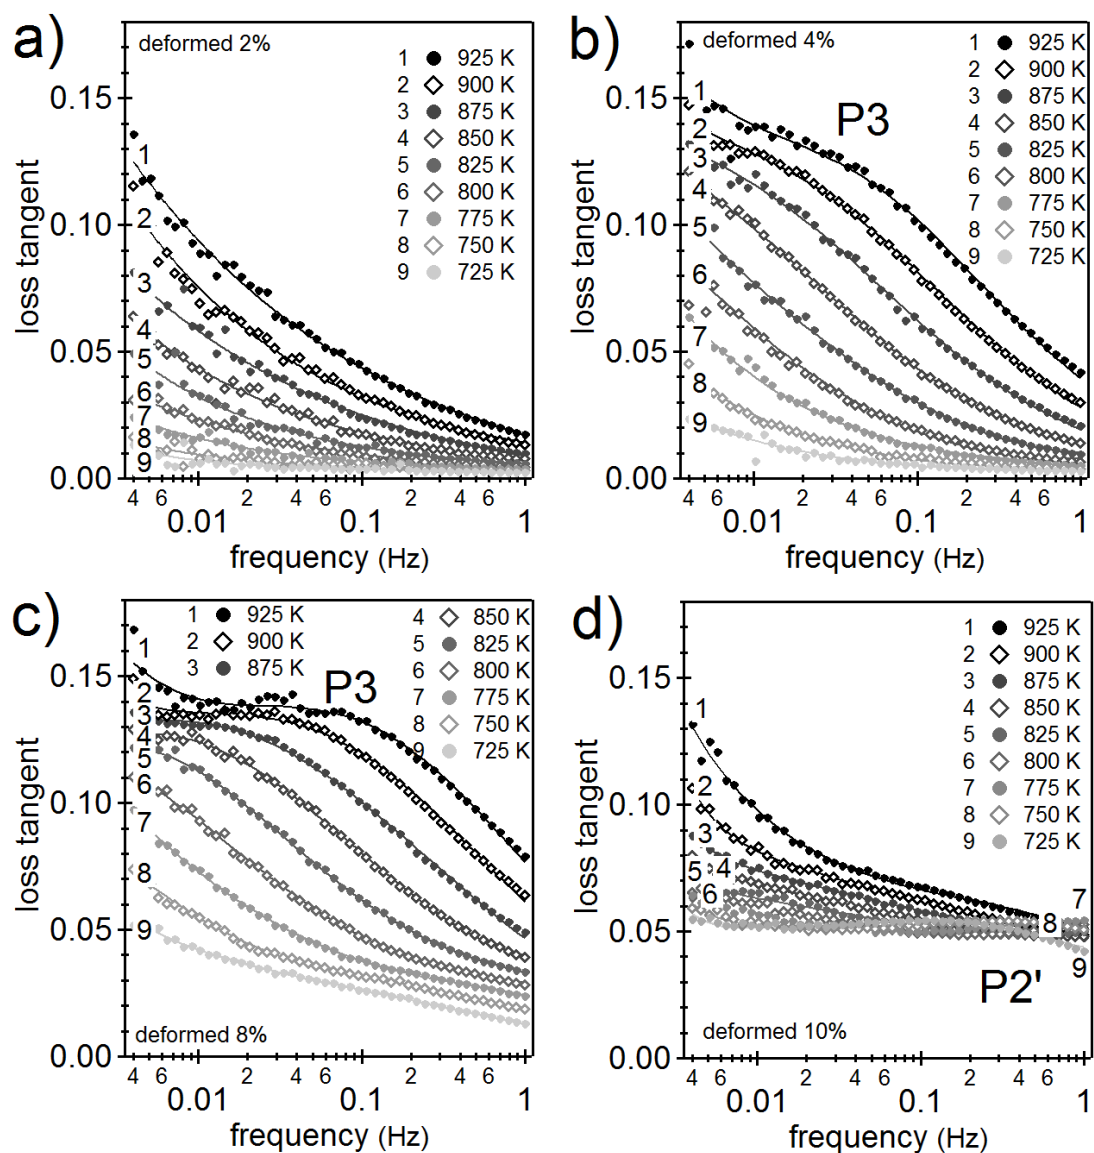 a)
deformed 2%
1 925 K
2 900 K
3 875 K
4 850 K
5 825 K
6 800 K
7 775 K
8 750 K
9 725 K
0.15
0.10
0.05
0.00
loss tangent
1
2
3
4
5
6
7
8
9
4 6 2 4 6 2 4 6
0.01 0.1 1
frequency (Hz)
b)
deformed 4%
P3
1 925 K
2 900 K
3 875 K
4 850 K
5 825 K
6 800 K
7 775 K
8 750 K
9 725 K
0.15
0.10
0.05
0.00
loss tangent
1
2
3
4
5
6
7
8
9
4 6 2 4 6 2 4 6
0.01 0.1 1
frequency (Hz)
c)
1 925 K
2 900 K
3 875 K
4 850 K
5 825 K
6 800 K
7 775 K
8 750 K
9 725 K
P3
0.15
0.10
0.05
0.00
loss tangent
1
2
3
4
5
6
7
8
9
deformed 8%
4 6 2 4 6 2 4 6
0.01 0.1 1
frequency (Hz)
d)
1 925 K
2 900 K
3 875 K
4 850 K
5 825 K
6 800 K
7 775 K
8 750 K
9 725 K
0.15
0.10
0.05
0.00
loss tangent
1
2
3
5 4
6
7
8
9
P2'
deformed 10%
4 6 2 4 6 2 4 6
0.01 0.1 1
frequency (Hz)